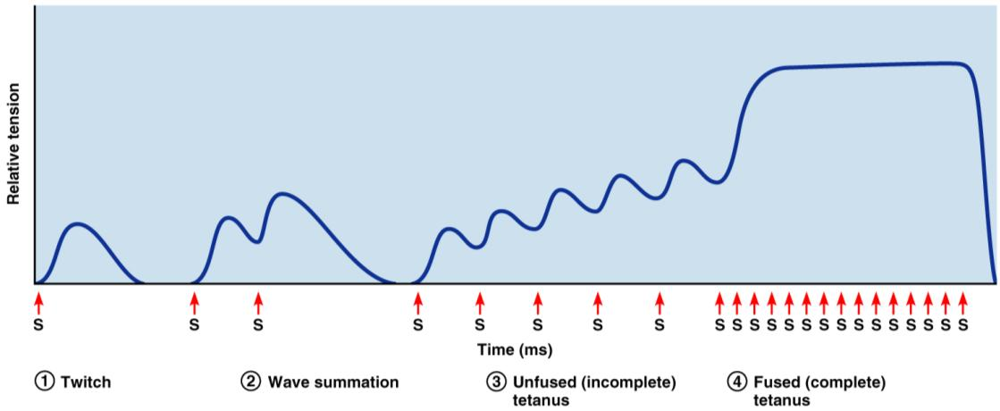 Relative tension
S S S S S S S S S S S S S S S S S S S S S S S
Time (ms)
① Twitch
② Wave summation
③ Unfused (incomplete)
tetanus
④ Fused (complete)
tetanus